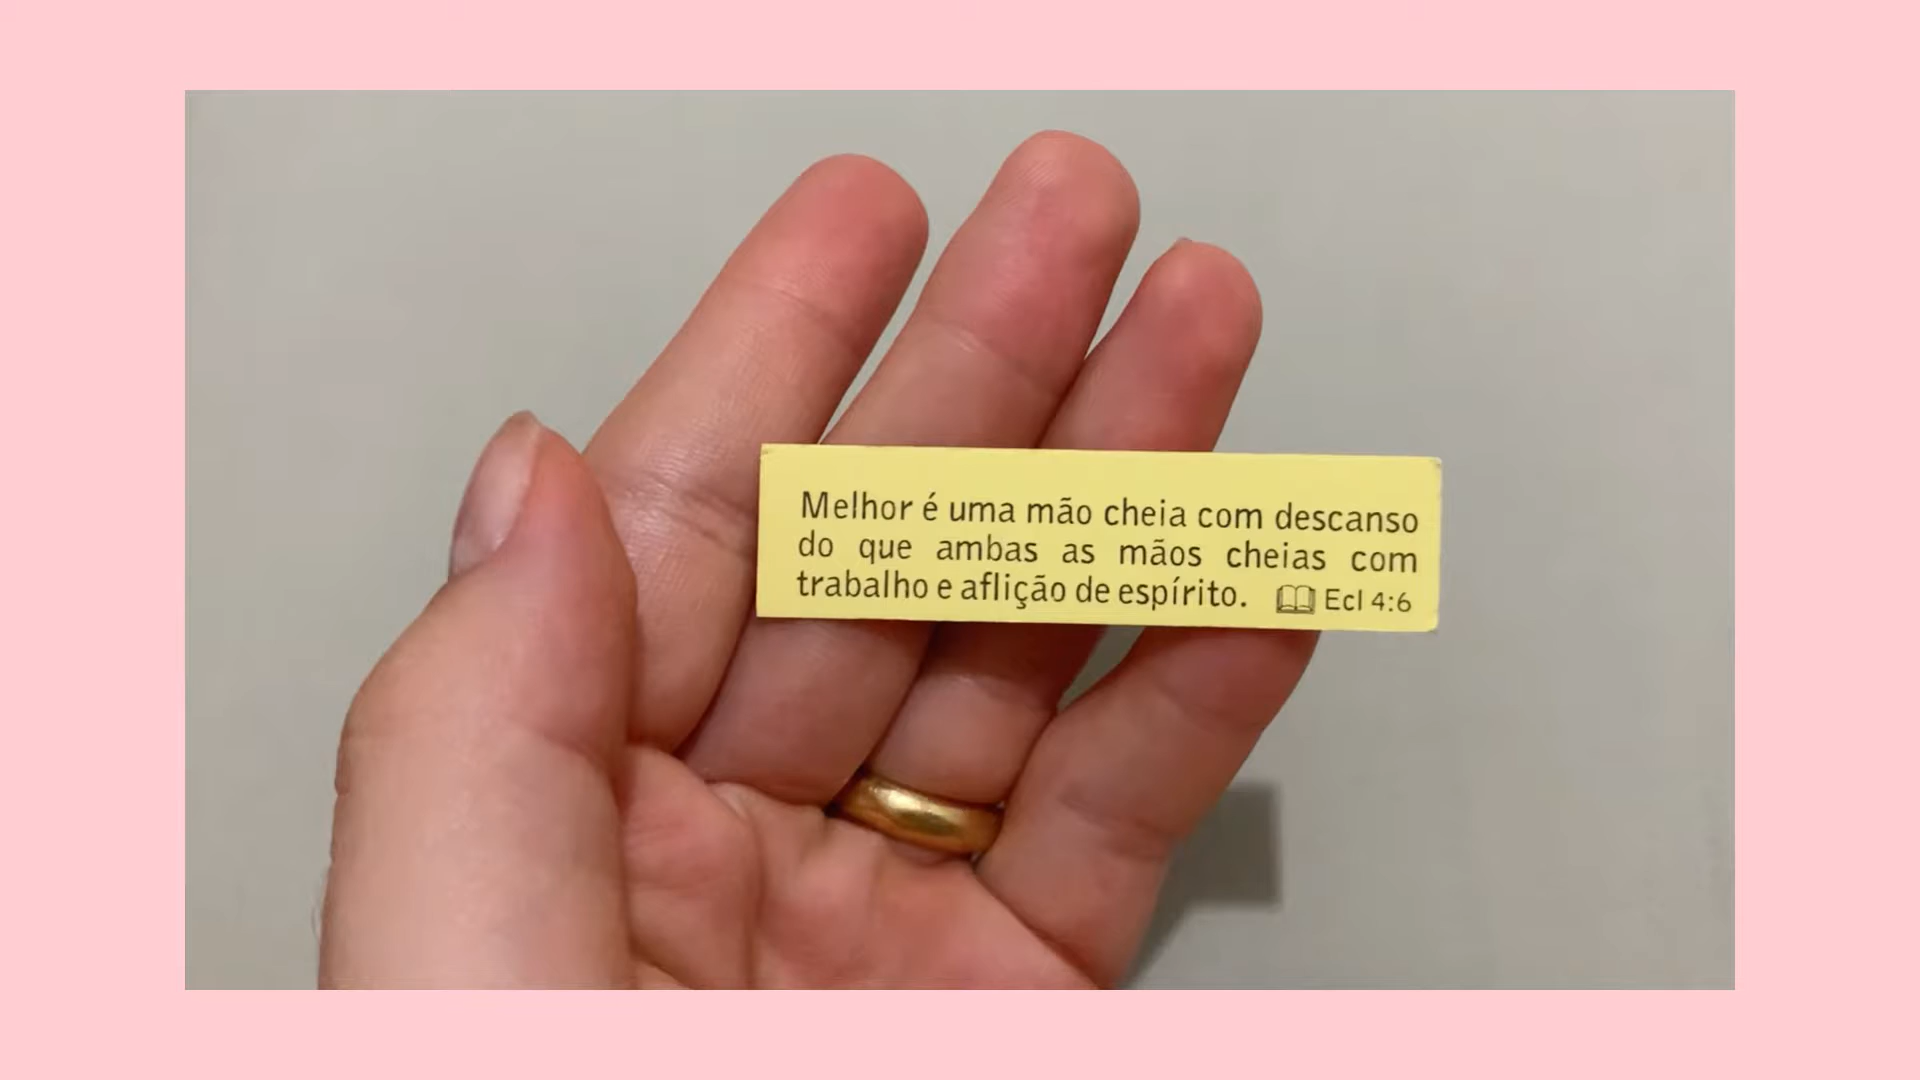 Melhor é uma mão cheia com descanso
do que ambas as mãos cheias com
trabalho e aflição de espírito. Ecl 4:6